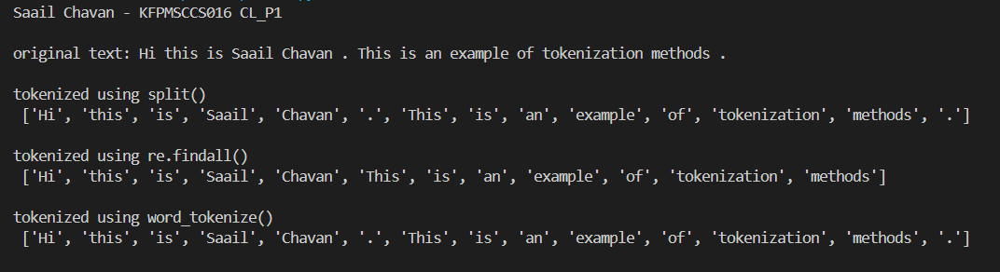 Saail Chavan - KFPMSCCS016 CL_P1
original text: Hi this is Saail Chavan . This is an example of tokenization methods .
tokenized using split()
['Hi', 'this', 'is', 'Saail', 'Chavan', '.', 'This', 'is', 'an', 'example', 'of', 'tokenization', 'methods', '.']
tokenized using re.findall()
['Hi', 'this', 'is', 'Saail', 'Chavan', 'This', 'is', 'an', 'example', 'of', 'tokenization', 'methods']
tokenized using word_tokenize()
['Hi', 'this', 'is', 'Saail', 'Chavan', '.', 'This', 'is', 'an', 'example', 'of', 'tokenization', 'methods', '.']